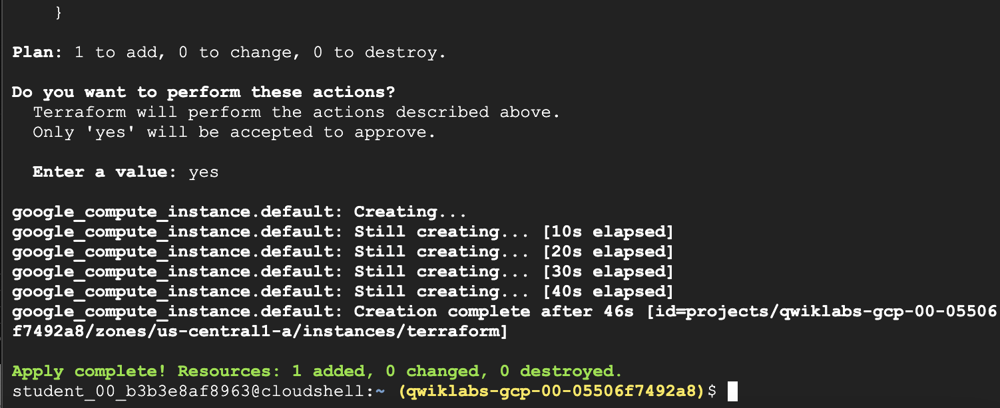 }
Plan: 1 to add, 0 to change, 0 to destroy.
Do you want to perform these actions?
Terraform will perform the actions described above.
Only 'yes' will be accepted to approve.
Enter a value: yes
google_compute_instance.default: Creating...
google_compute_instance.default: Still creating... [10s elapsed]
google_compute_instance.default: Still creating... [20s elapsed]
google_compute_instance.default: Still creating... [30s elapsed]
google_compute_instance.default: Still creating... [40s elapsed]
google_compute_instance.default: Creation complete after 46s [id=projects/qwiklabs-gcp-00-05506
f7492a8/zones/us-central1-a/instances/terraform]
Apply complete! Resources: 1 added, 0 changed, 0 destroyed.
student_00_b3b3e8af8963@cloudshell:~ (qwiklabs-gcp-00-05506f7492a8)$